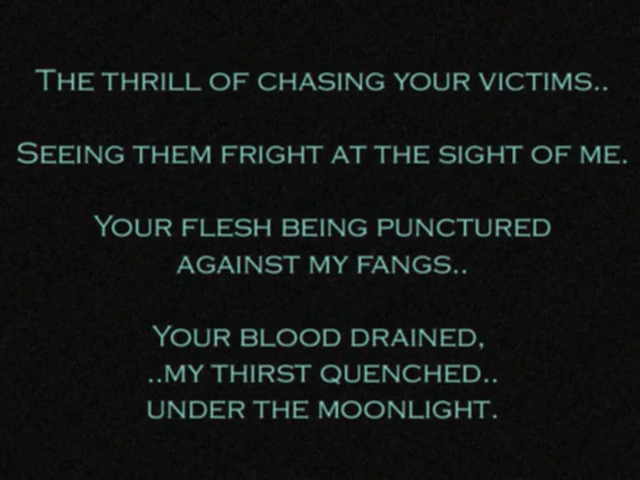 The thrill of chasing your victims..
Seeing them fright at the sight of me.
Your flesh being punctured
against my fangs..
Your blood drained,
..my thirst quenched..
under the moonlight.